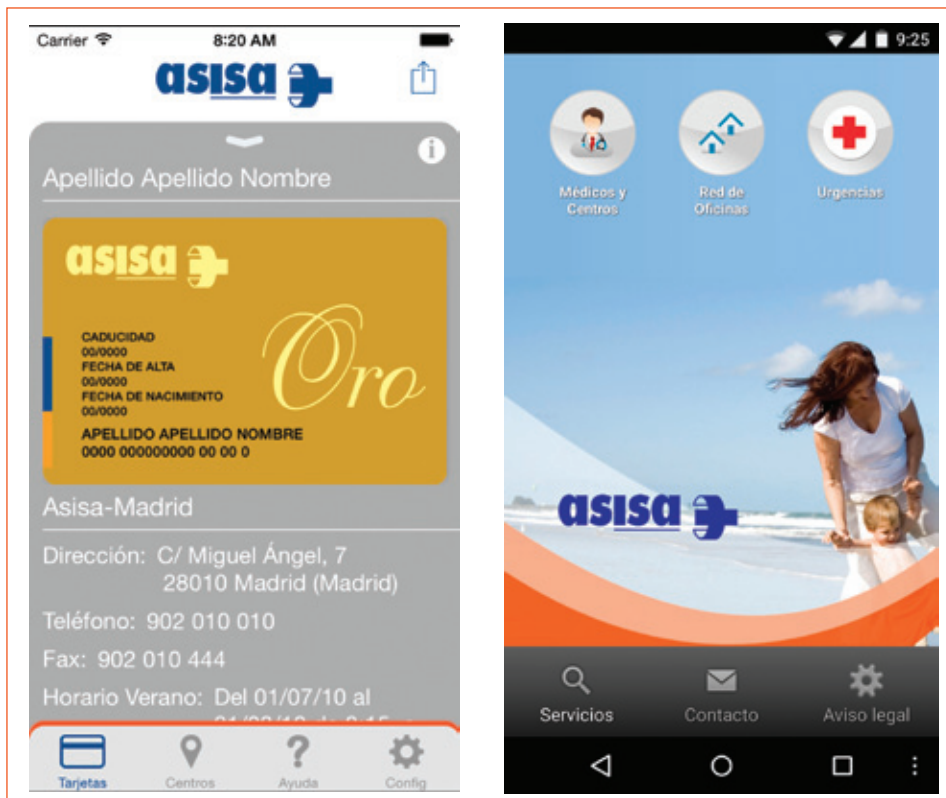 Carrier 8:20 AM
asisa
i
Apellido Apellido Nombre
asisa
Oro
CADUCIDAD
00/0000
FECHA DE ALTA
00/0000
FECHA DE NACIMIENTO
00/0000
APELLIDO APELLIDO NOMBRE
0000 000000000 00 00 0
Asisa-Madrid
Dirección: C/ Miguel Ángel, 7
28010 Madrid (Madrid)
Teléfono: 902 010 010
Fax: 902 010 444
Horario Verano: Del 01/07/10 al
Tarjetas Centros Ayuda Config
9:25
Médicos y
Centros
Red de
Oficinas
Urgencias
asisa
Servicios Contacto Aviso legal